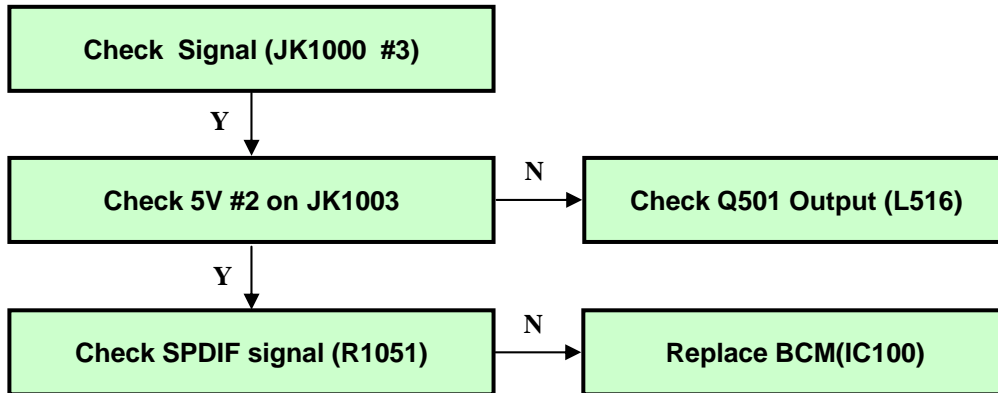 Check Signal (JK1000 #3)
Y
Check 5V #2 on JK1003
N
Check Q501 Output (L516)
Y
Check SPDIF signal (R1051)
N
Replace BCM(IC100)